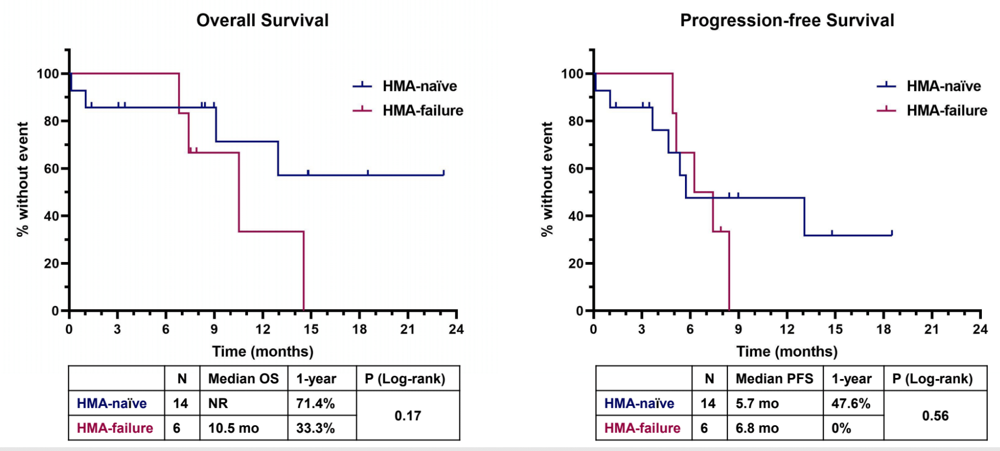 Overall Survival
% without event
100
80
60
40
20
0
HMA-naïve
HMA-failure
0 3 6 9 12 15 18 21 24
Time (months)
N Median OS 1-year P (Log-rank)
HMA-naïve 14 NR 71.4% 0.17
HMA-failure 6 10.5 mo 33.3%
Progression-free Survival
% without event
100
80
60
40
20
0
HMA-naïve
HMA-failure
0 3 6 9 12 15 18 21 24
Time (months)
N Median PFS 1-year P (Log-rank)
HMA-naïve 14 5.7 mo 47.6% 0.56
HMA-failure 6 6.8 mo 0%